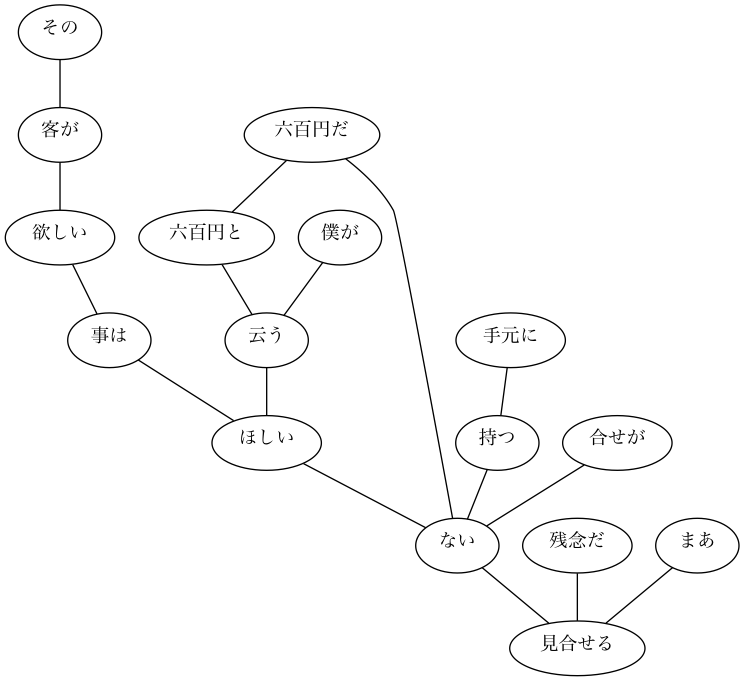 その
客が
六百円だ
欲しい
六百円と
僕が
事は
云う
手元に
ほしい
持つ
合せが
ない
残念だ
まあ
見合せる